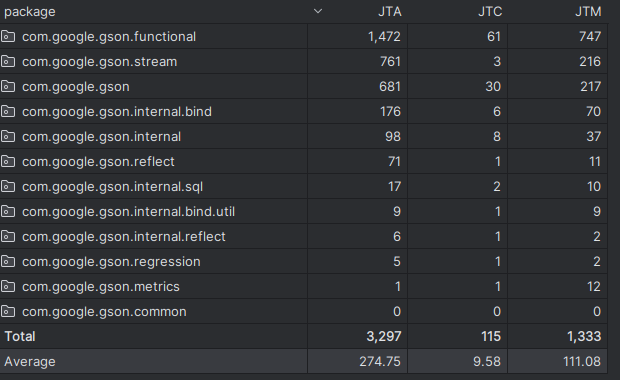 package JTA JTC JTM
com.google.gson.functional 1,472 61 747
com.google.gson.stream 761 3 216
com.google.gson 681 30 217
com.google.gson.internal.bind 176 6 70
com.google.gson.internal 98 8 37
com.google.gson.reflect 71 1 11
com.google.gson.internal.sql 17 2 10
com.google.gson.internal.bind.util 9 1 9
com.google.gson.internal.reflect 6 1 2
com.google.gson.regression 5 1 2
com.google.gson.metrics 1 1 12
com.google.gson.common 0 0 0
Total 3,297 115 1,333
Average 274.75 9.58 111.08